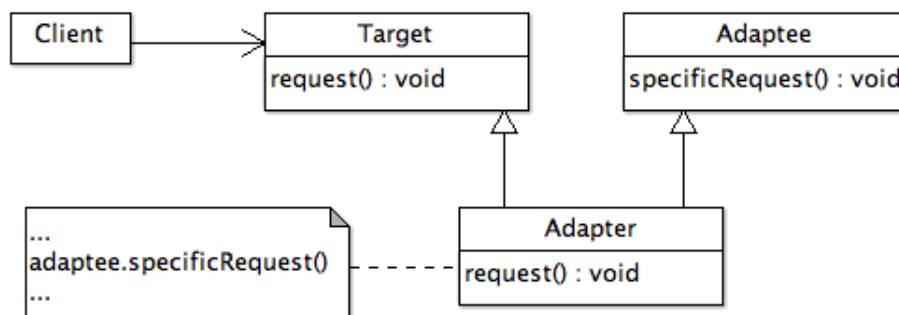 Client
Target
request() : void
Adaptee
specificRequest() : void
...
adaptee.specificRequest()
...
Adapter
request() : void